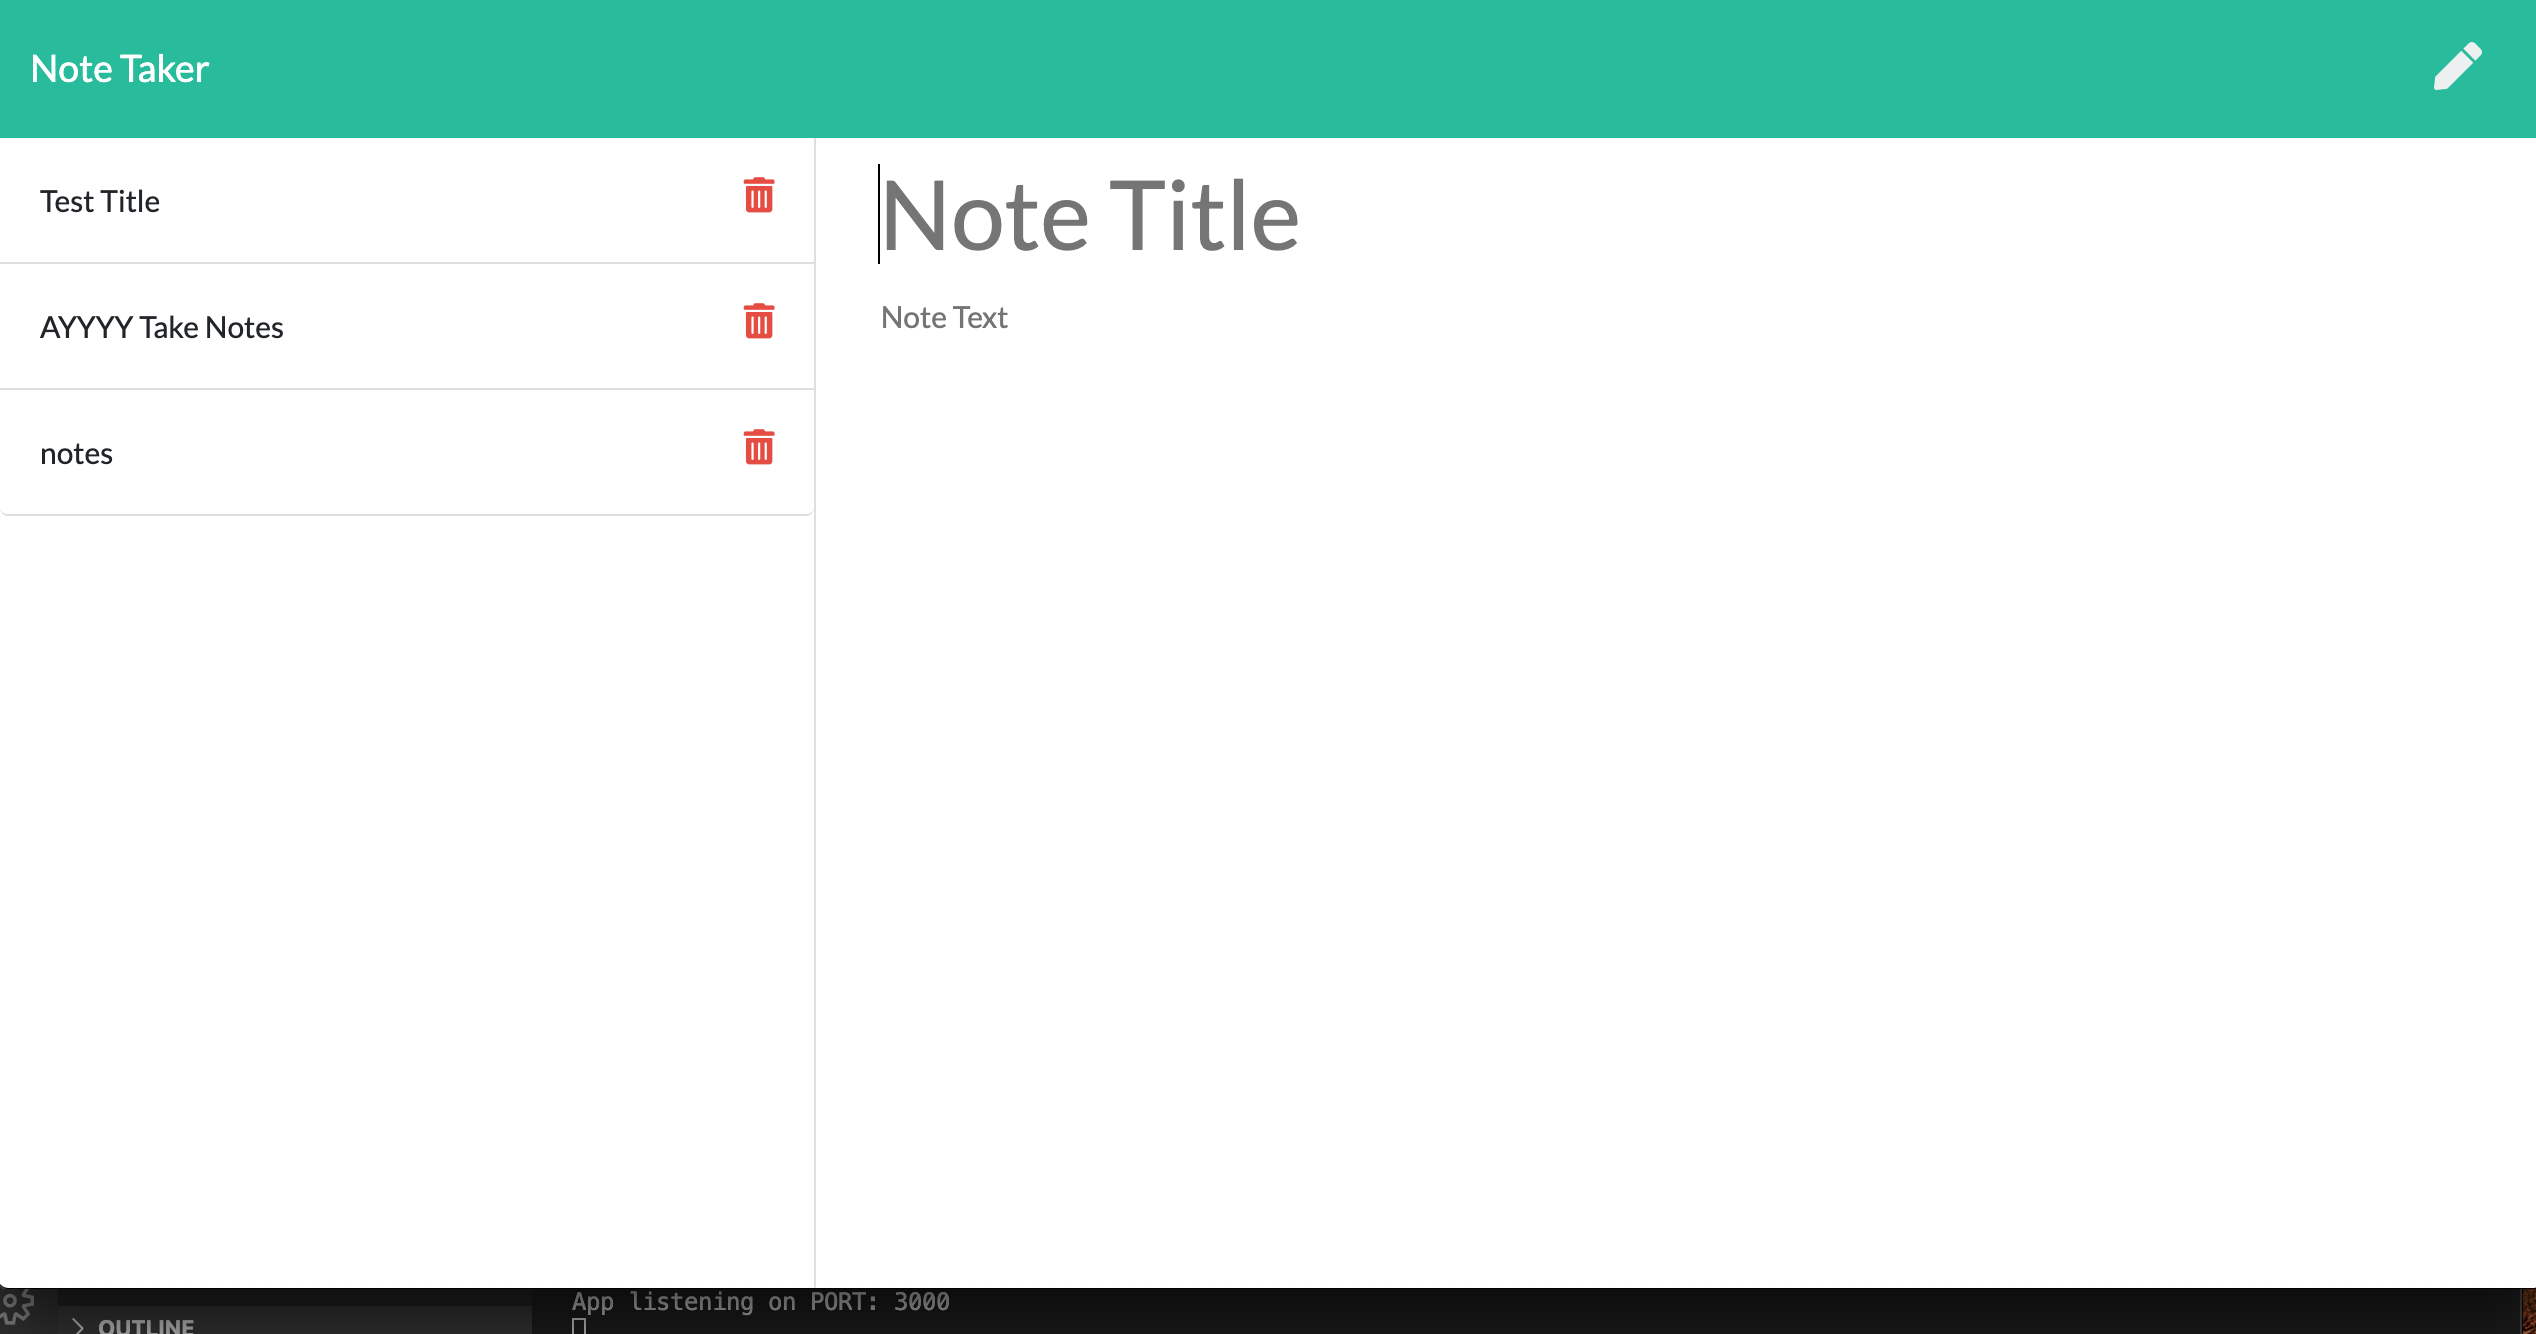 Note Taker
Test Title
AYYYY Take Notes
notes
Note Title
Note Text
App listening on PORT: 3000
OUTLINE